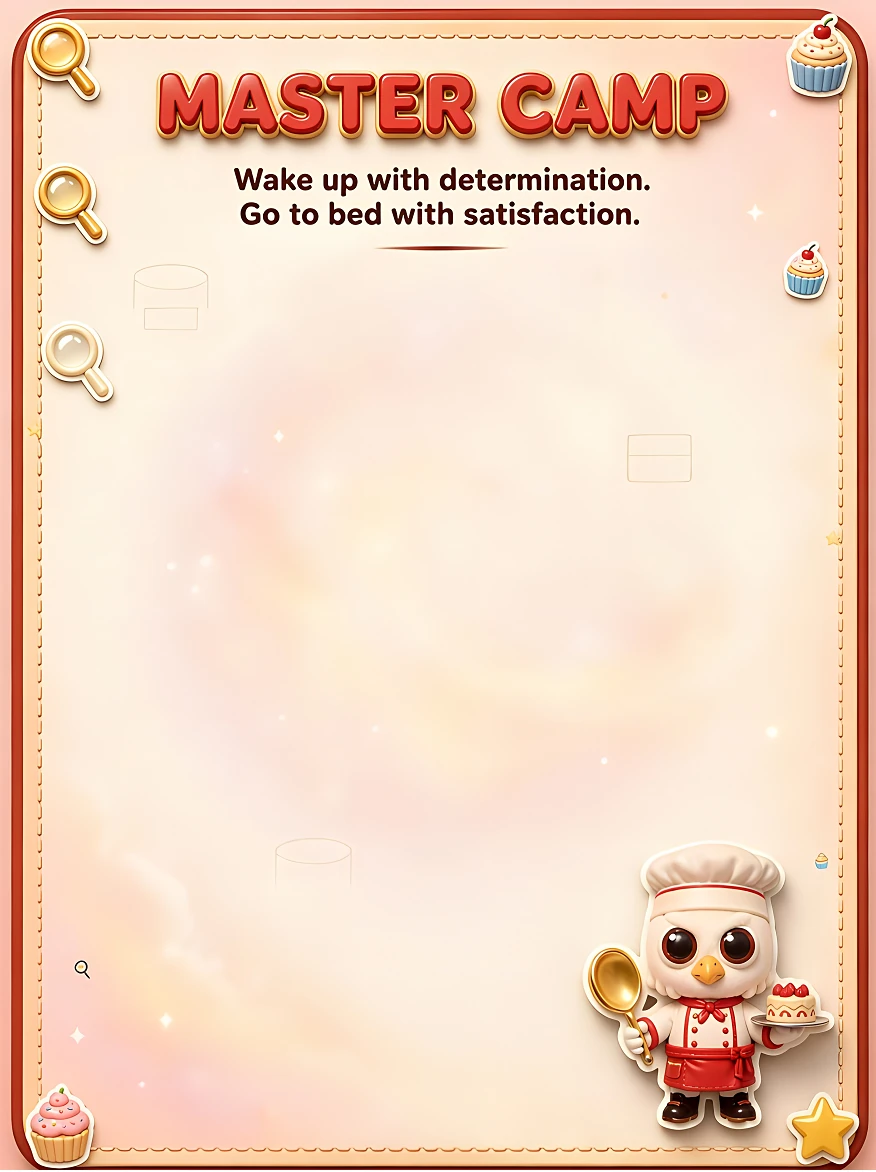 MASTER CAMP
Wake up with determination.
Go to bed with satisfaction.